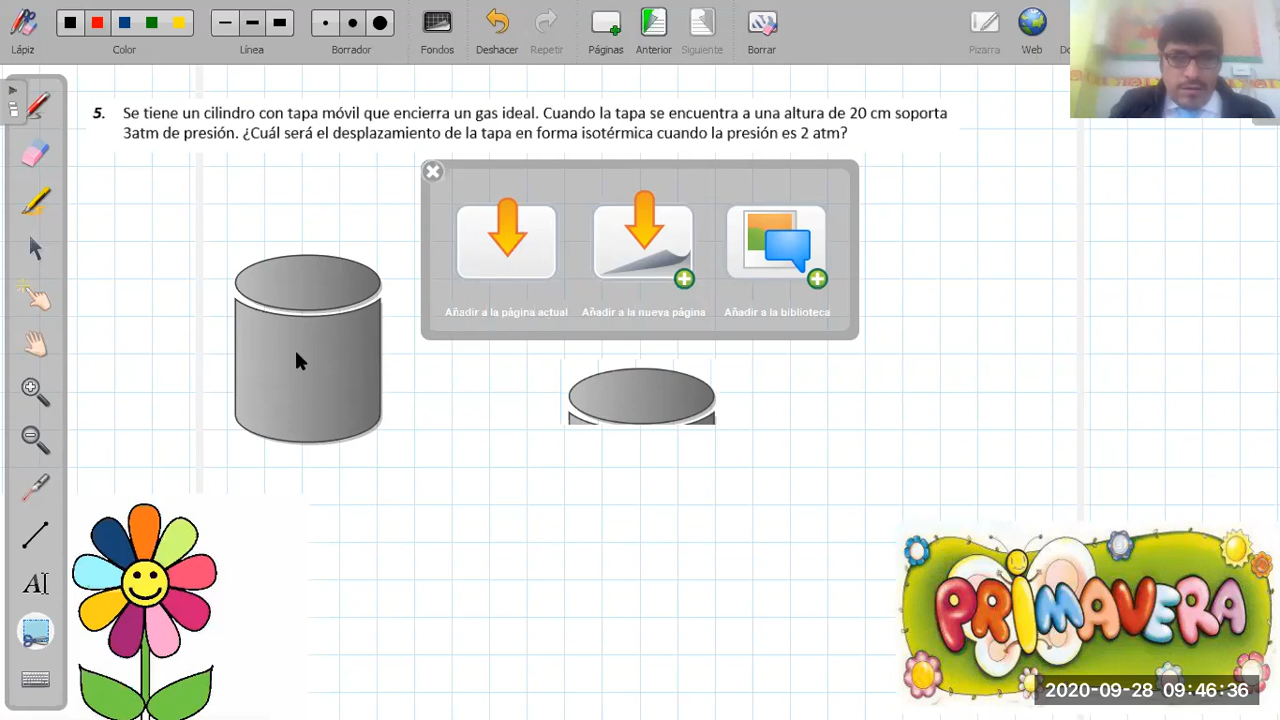 Lápiz
Color
Línea
Borrador
Fondos
Deshacer
Repetir
Páginas
Anterior
Siguiente
Borrar
Pizarra
Web
5. Se tiene un cilindro con tapa móvil que encierra un gas ideal. Cuando la tapa se encuentra a una altura de 20 cm soporta
3atm de presión. ¿Cuál será el desplazamiento de la tapa en forma isotérmica cuando la presión es 2 atm?
Añadir a la página actual
Añadir a la nueva página
Añadir a la biblioteca
PRiMAVERA
2020-09-28 09:46:36